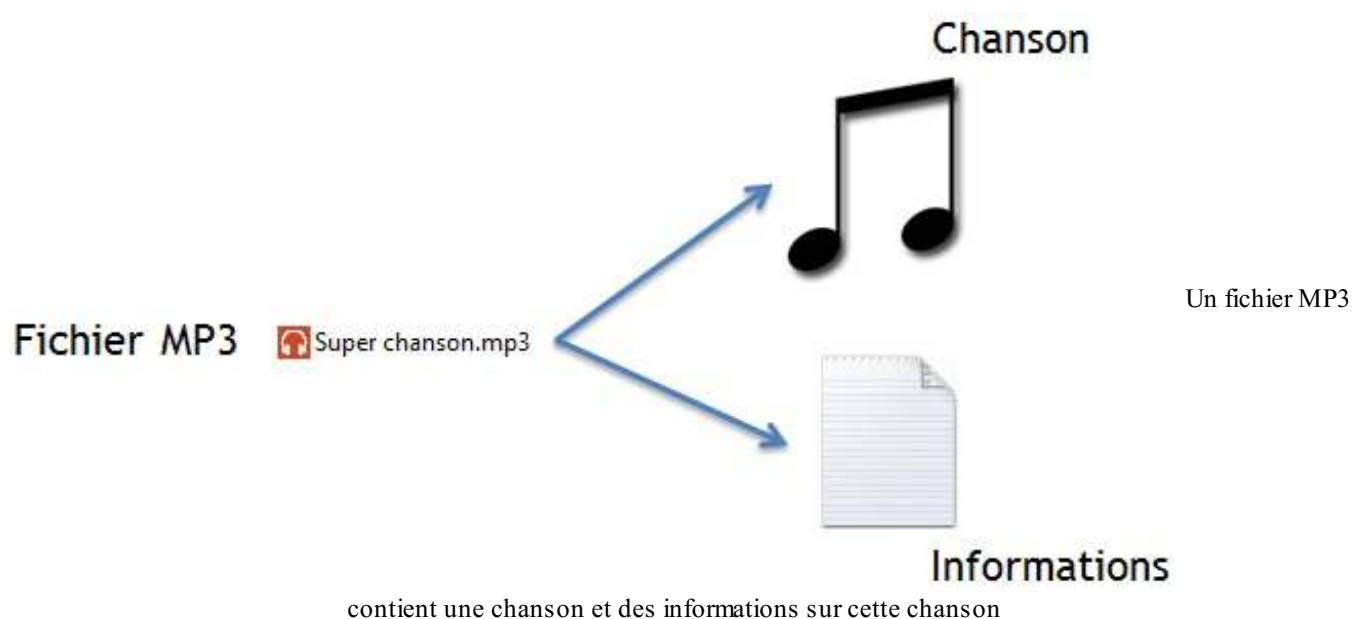 Chanson
Un fichier MP3
Fichier MP3 Super chanson.mp3
Informations
contient une chanson et des informations sur cette chanson